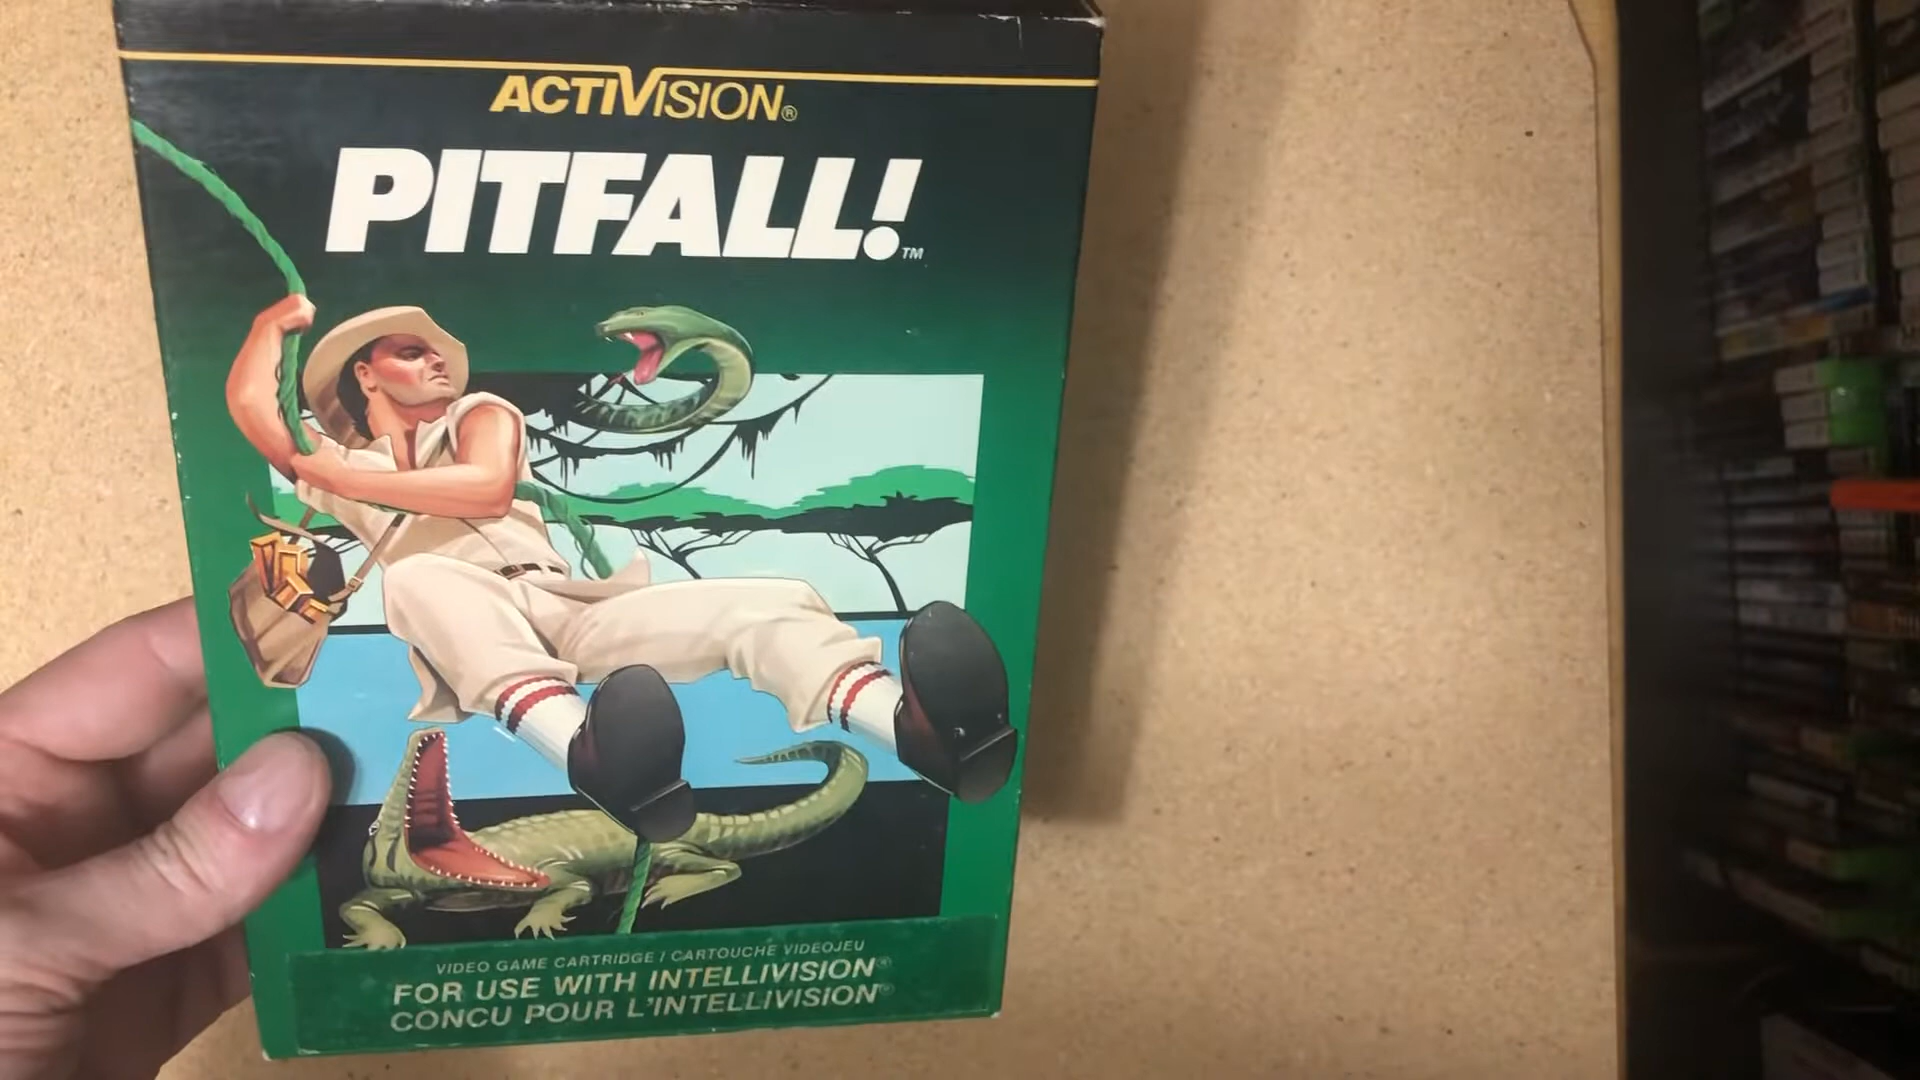 ACTIVISION®
PITFALL!™
VIDEO GAME CARTRIDGE / CARTOUCHE VIDEOJEU
FOR USE WITH INTELLIVISION®
CONCU POUR L'INTELLIVISION®